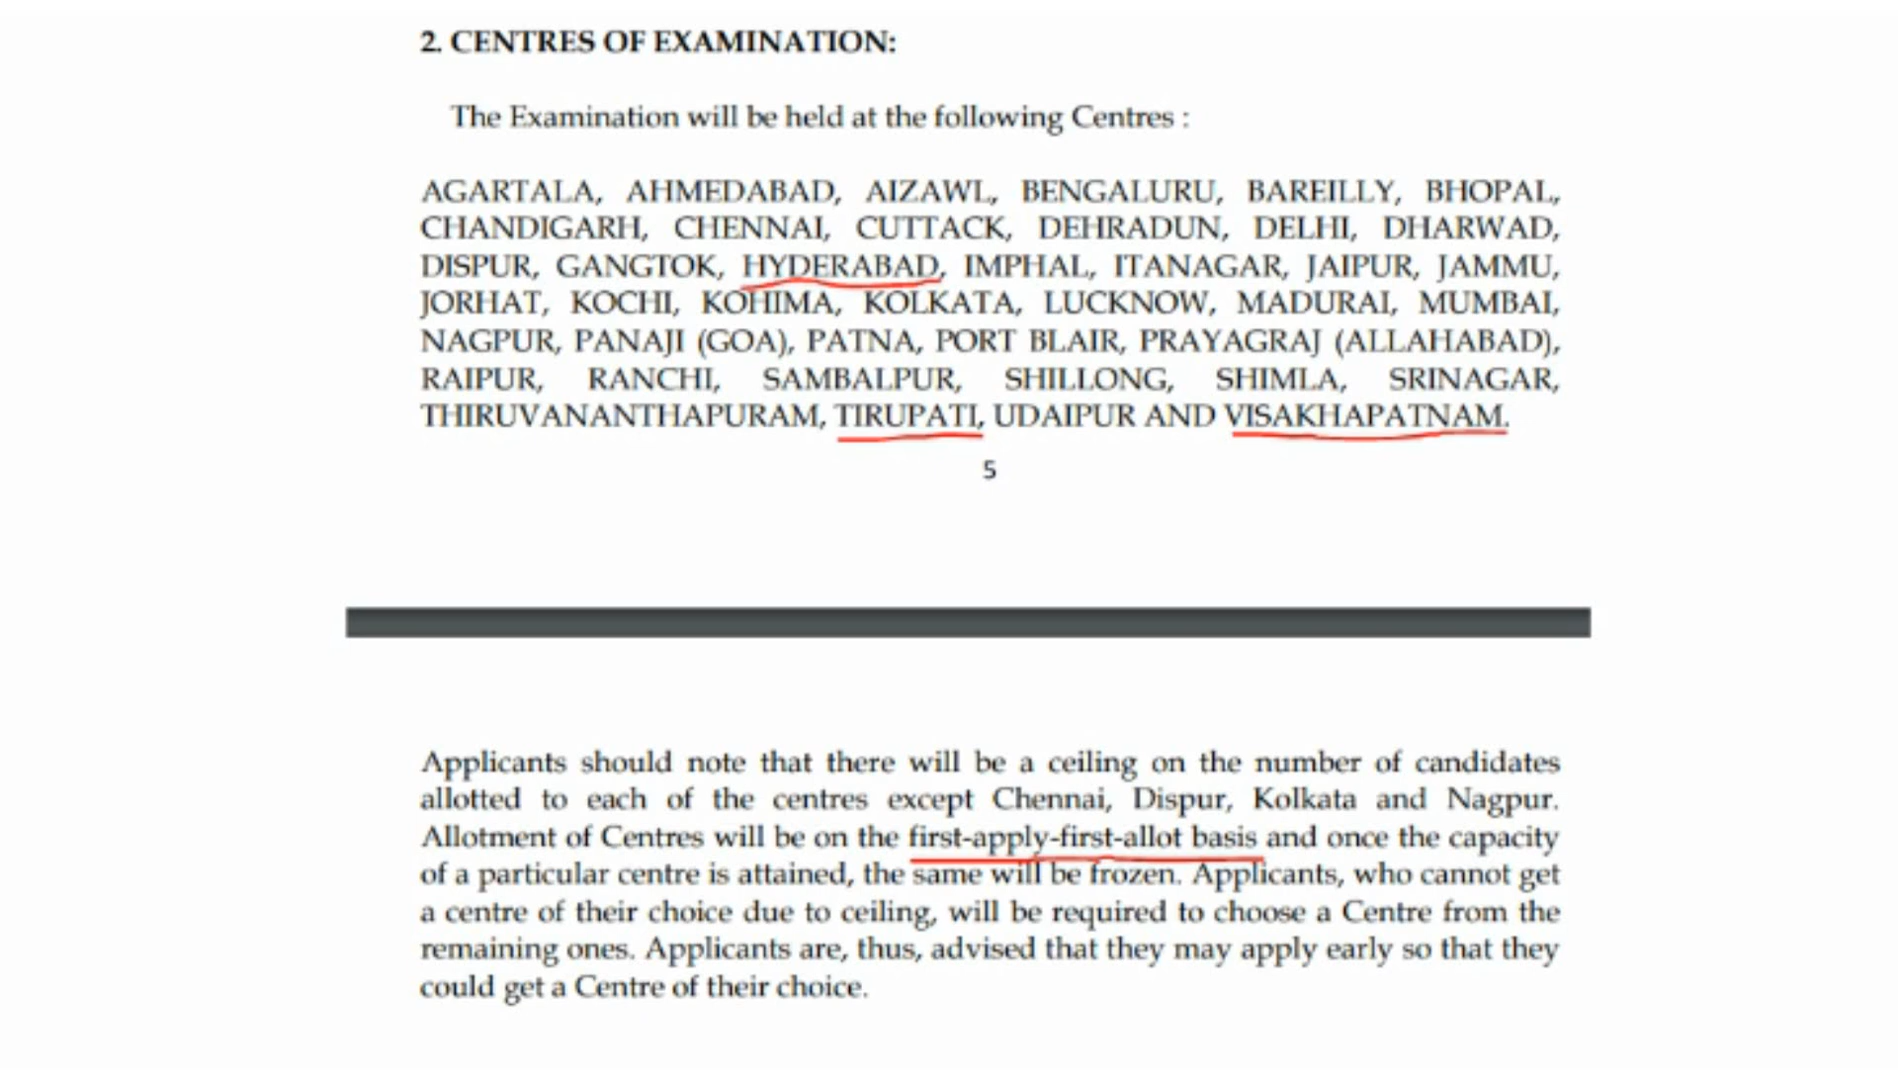 2. CENTRES OF EXAMINATION:
The Examination will be held at the following Centres :
AGARTALA, AHMEDABAD, AIZAWL, BENGALURU, BAREILLY, BHOPAL,
CHANDIGARH, CHENNAI, CUTTACK, DEHRADUN, DELHI, DHARWAD,
DISPUR, GANGTOK, HYDERABAD, IMPHAL, ITANAGAR, JAIPUR, JAMMU,
JORHAT, KOCHI, KOHIMA, KOLKATA, LUCKNOW, MADURAI, MUMBAI,
NAGPUR, PANAJI (GOA), PATNA, PORT BLAIR, PRAYAGRAJ (ALLAHABAD),
RAIPUR, RANCHI, SAMBALPUR, SHILLONG, SHIMLA, SRINAGAR,
THIRUVANANTHAPURAM, TIRUPATI, UDAIPUR AND VISAKHAPATNAM.
5
Applicants should note that there will be a ceiling on the number of candidates
allotted to each of the centres except Chennai, Dispur, Kolkata and Nagpur.
Allotment of Centres will be on the first-apply-first-allot basis and once the capacity
of a particular centre is attained, the same will be frozen. Applicants, who cannot get
a centre of their choice due to ceiling, will be required to choose a Centre from the
remaining ones. Applicants are, thus, advised that they may apply early so that they
could get a Centre of their choice.